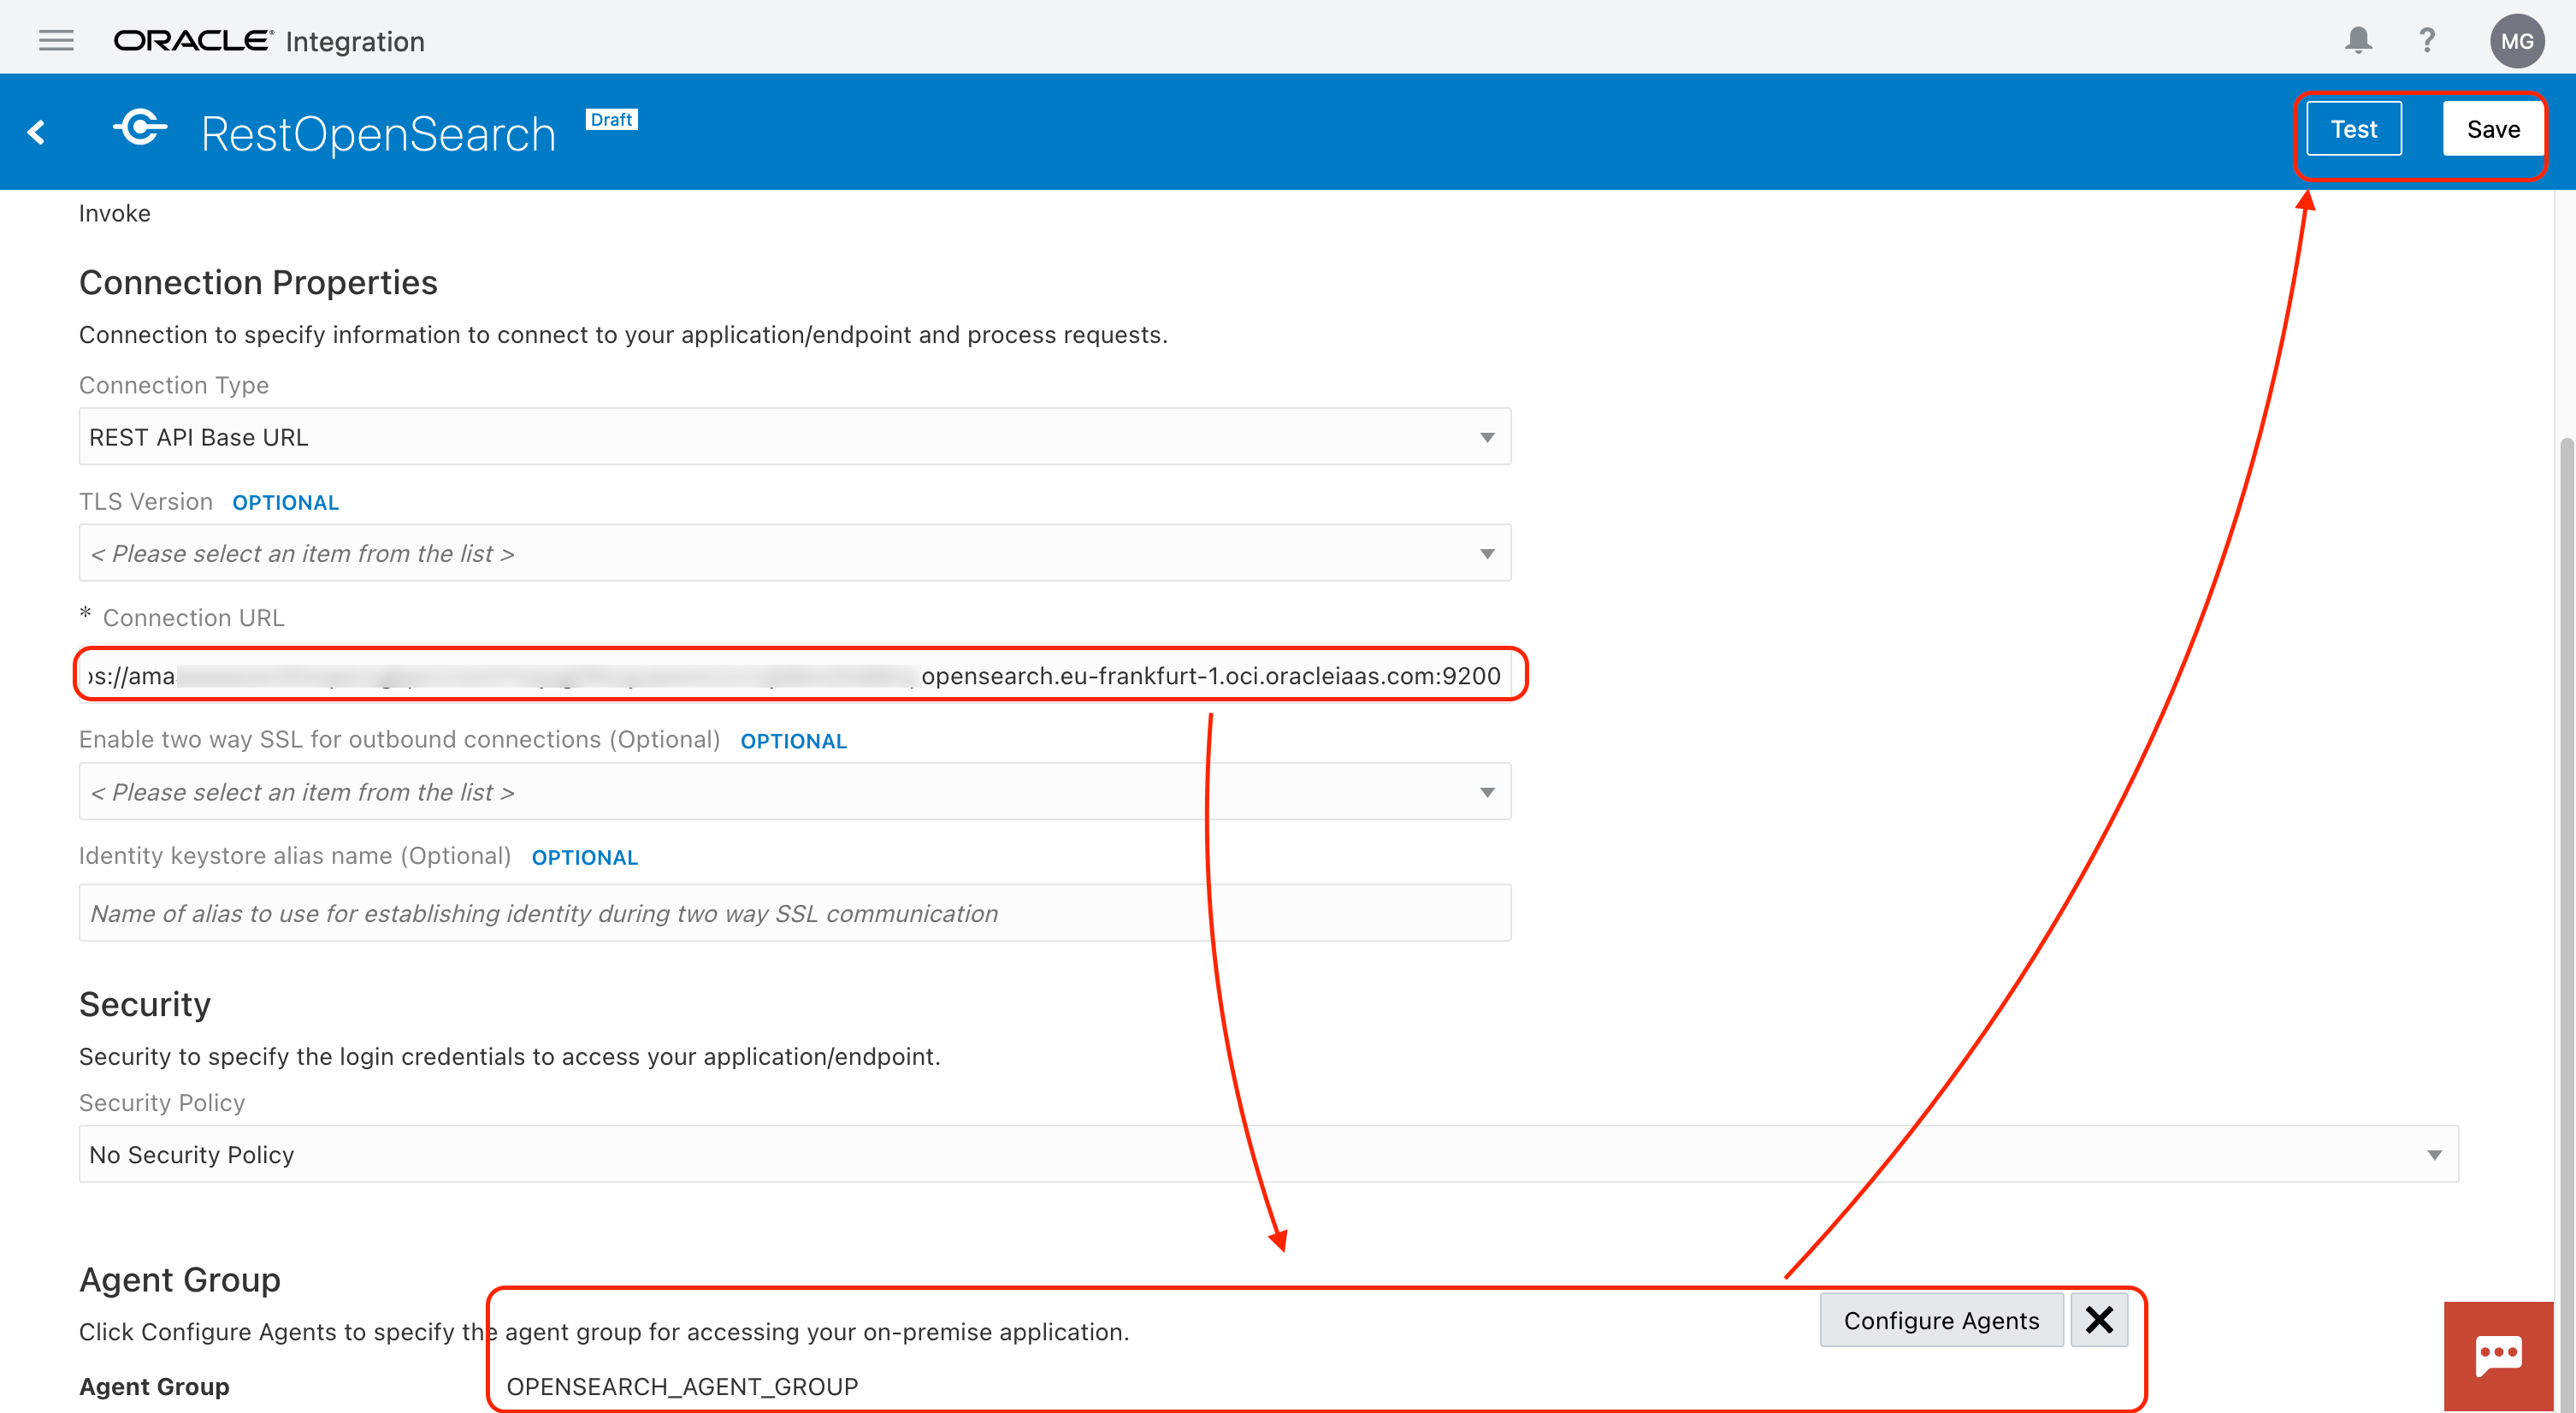 ORACLE® Integration
?
MG
RestOpenSearch Draft
Test
Save
Invoke
Connection Properties
Connection to specify information to connect to your application/endpoint and process requests.
Connection Type
REST API Base URL
TLS Version OPTIONAL
< Please select an item from the list >
* Connection URL
ps://ama opensearch.eu-frankfurt-1.oci.oracleiaas.com:9200
Enable two way SSL for outbound connections (Optional) OPTIONAL
< Please select an item from the list >
Identity keystore alias name (Optional) OPTIONAL
Name of alias to use for establishing identity during two way SSL communication
Security
Security to specify the login credentials to access your application/endpoint.
Security Policy
No Security Policy
Agent Group
Click Configure Agents to specify the agent group for accessing your on-premise application.
Configure Agents
Agent Group OPENSEARCH_AGENT_GROUP